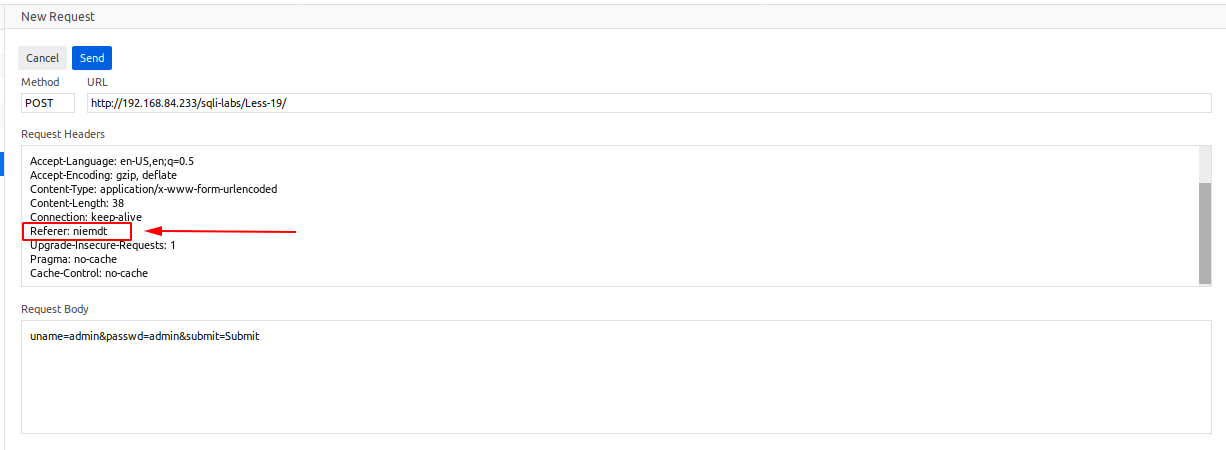 New Request
Cancel Send
Method URL
POST http://192.168.84.233/sqli-labs/Less-19/
Request Headers
Accept-Language: en-US,en;q=0.5
Accept-Encoding: gzip, deflate
Content-Type: application/x-www-form-urlencoded
Content-Length: 38
Connection: keep-alive
Referer: niemdt
Upgrade-Insecure-Requests: 1
Pragma: no-cache
Cache-Control: no-cache
Request Body
uname=admin&passwd=admin&submit=Submit